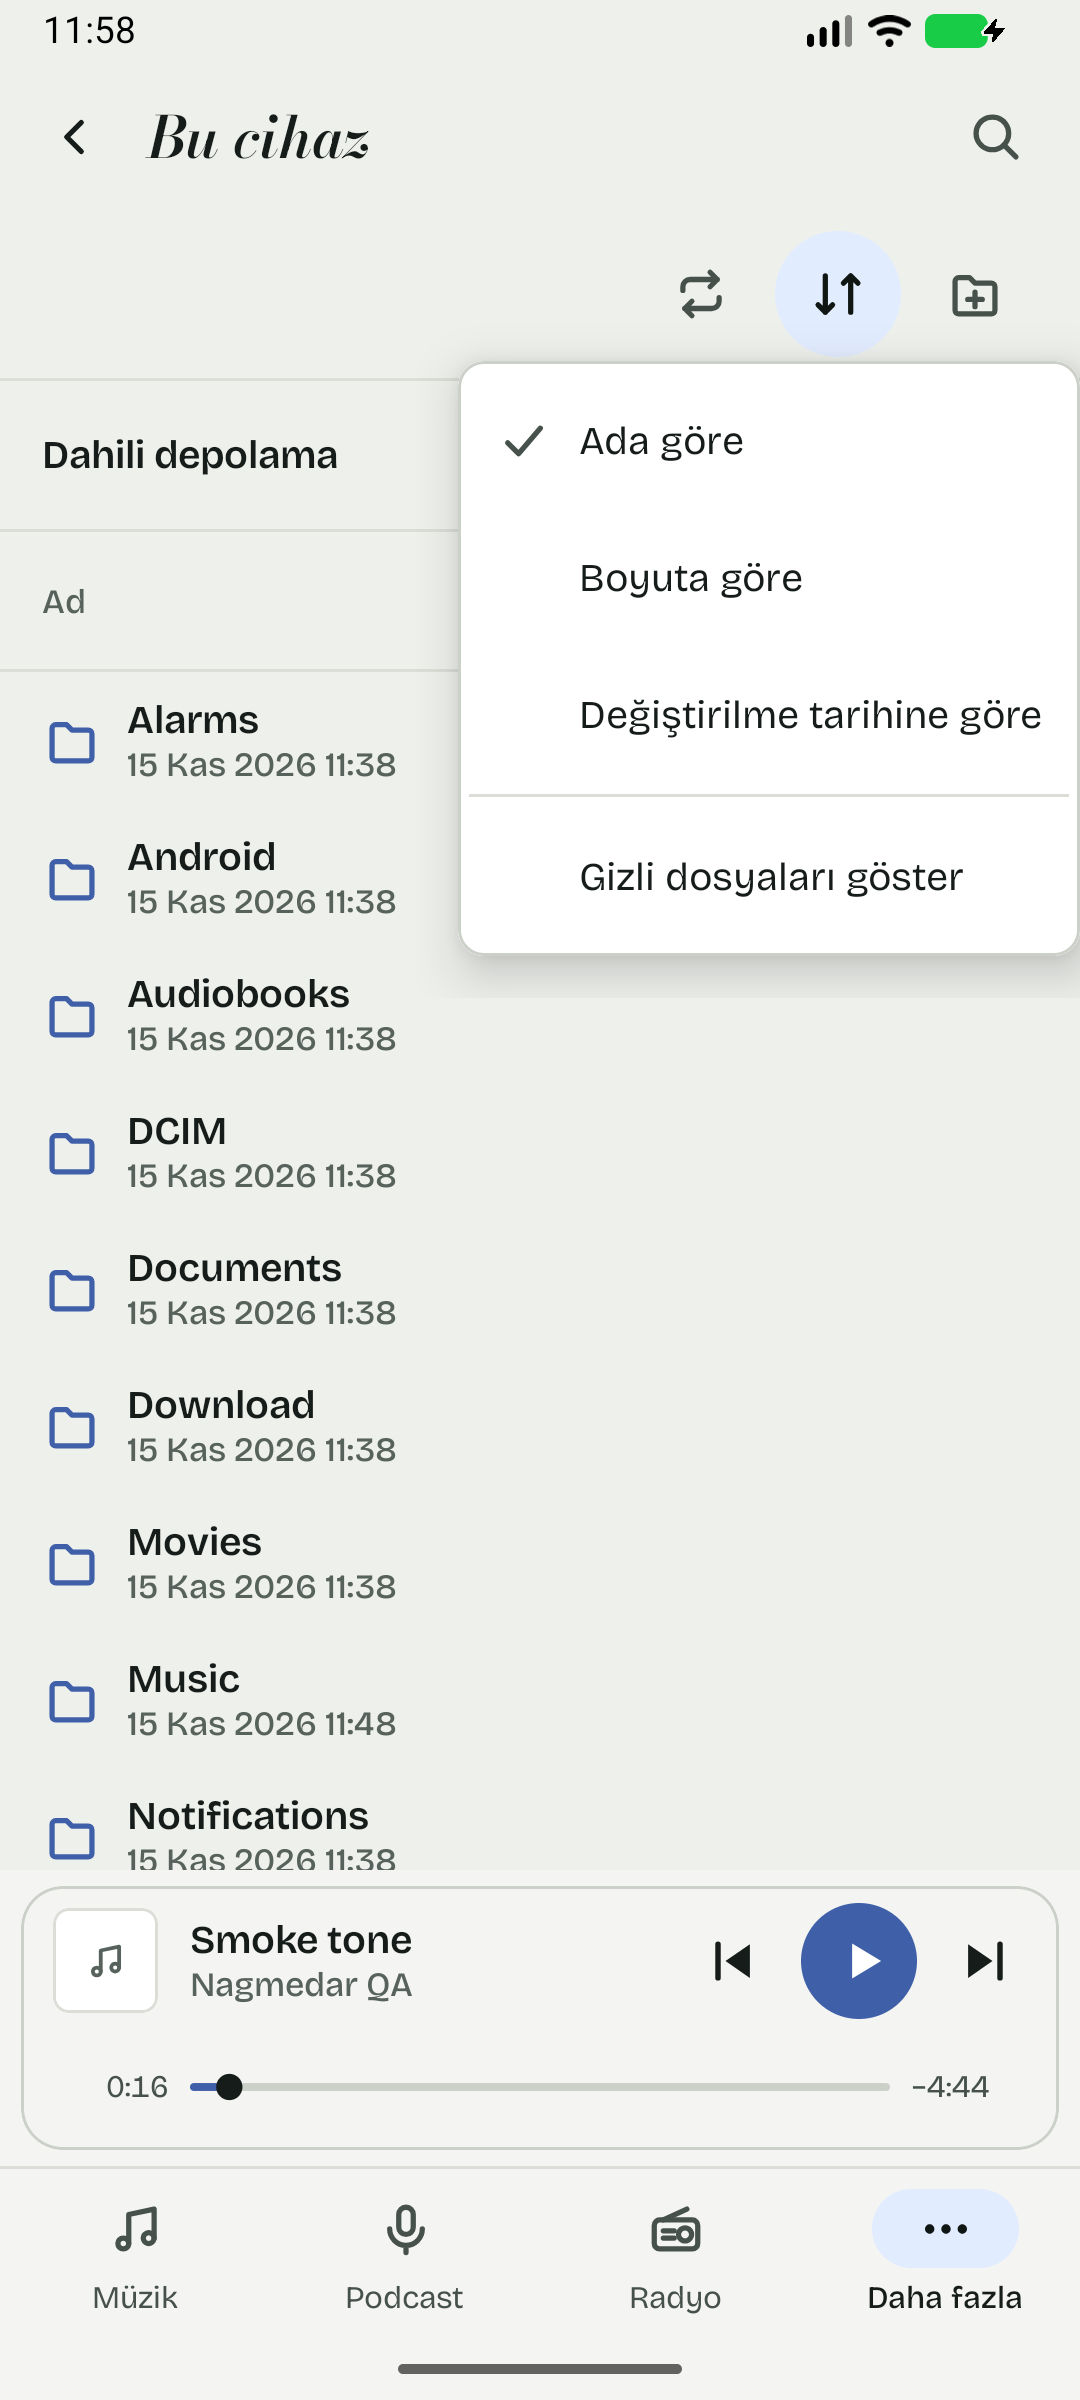 11:58
Bu cihaz
Ada göre
Boyuta göre
Değiştirilme tarihine göre
Gizli dosyaları göster
Dahili depolama
Ad
Alarms
15 Kas 2026 11:38
Android
15 Kas 2026 11:38
Audiobooks
15 Kas 2026 11:38
DCIM
15 Kas 2026 11:38
Documents
15 Kas 2026 11:38
Download
15 Kas 2026 11:38
Movies
15 Kas 2026 11:38
Music
15 Kas 2026 11:48
Notifications
15 Kas 2026 11:38
Smoke tone
Nagmedar QA
0:16
-4:44
Müzik
Podcast
Radyo
Daha fazla